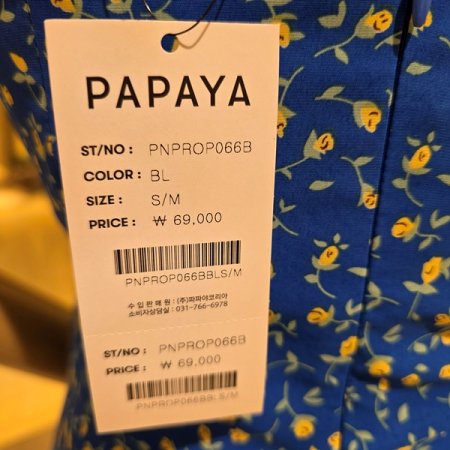 PAPAYA
ST/NO : PNPROP066B
COLOR : BL
SIZE : S/M
PRICE : ₩ 69,000
PNPROP066BBLS/M
수 입 판 매 원 : (주)파파야코리아
소비자상담실 : 031-766-6978
ST/NO : PNPROP066B
PRICE : ₩ 69,000
PNPROP066BBLS/M